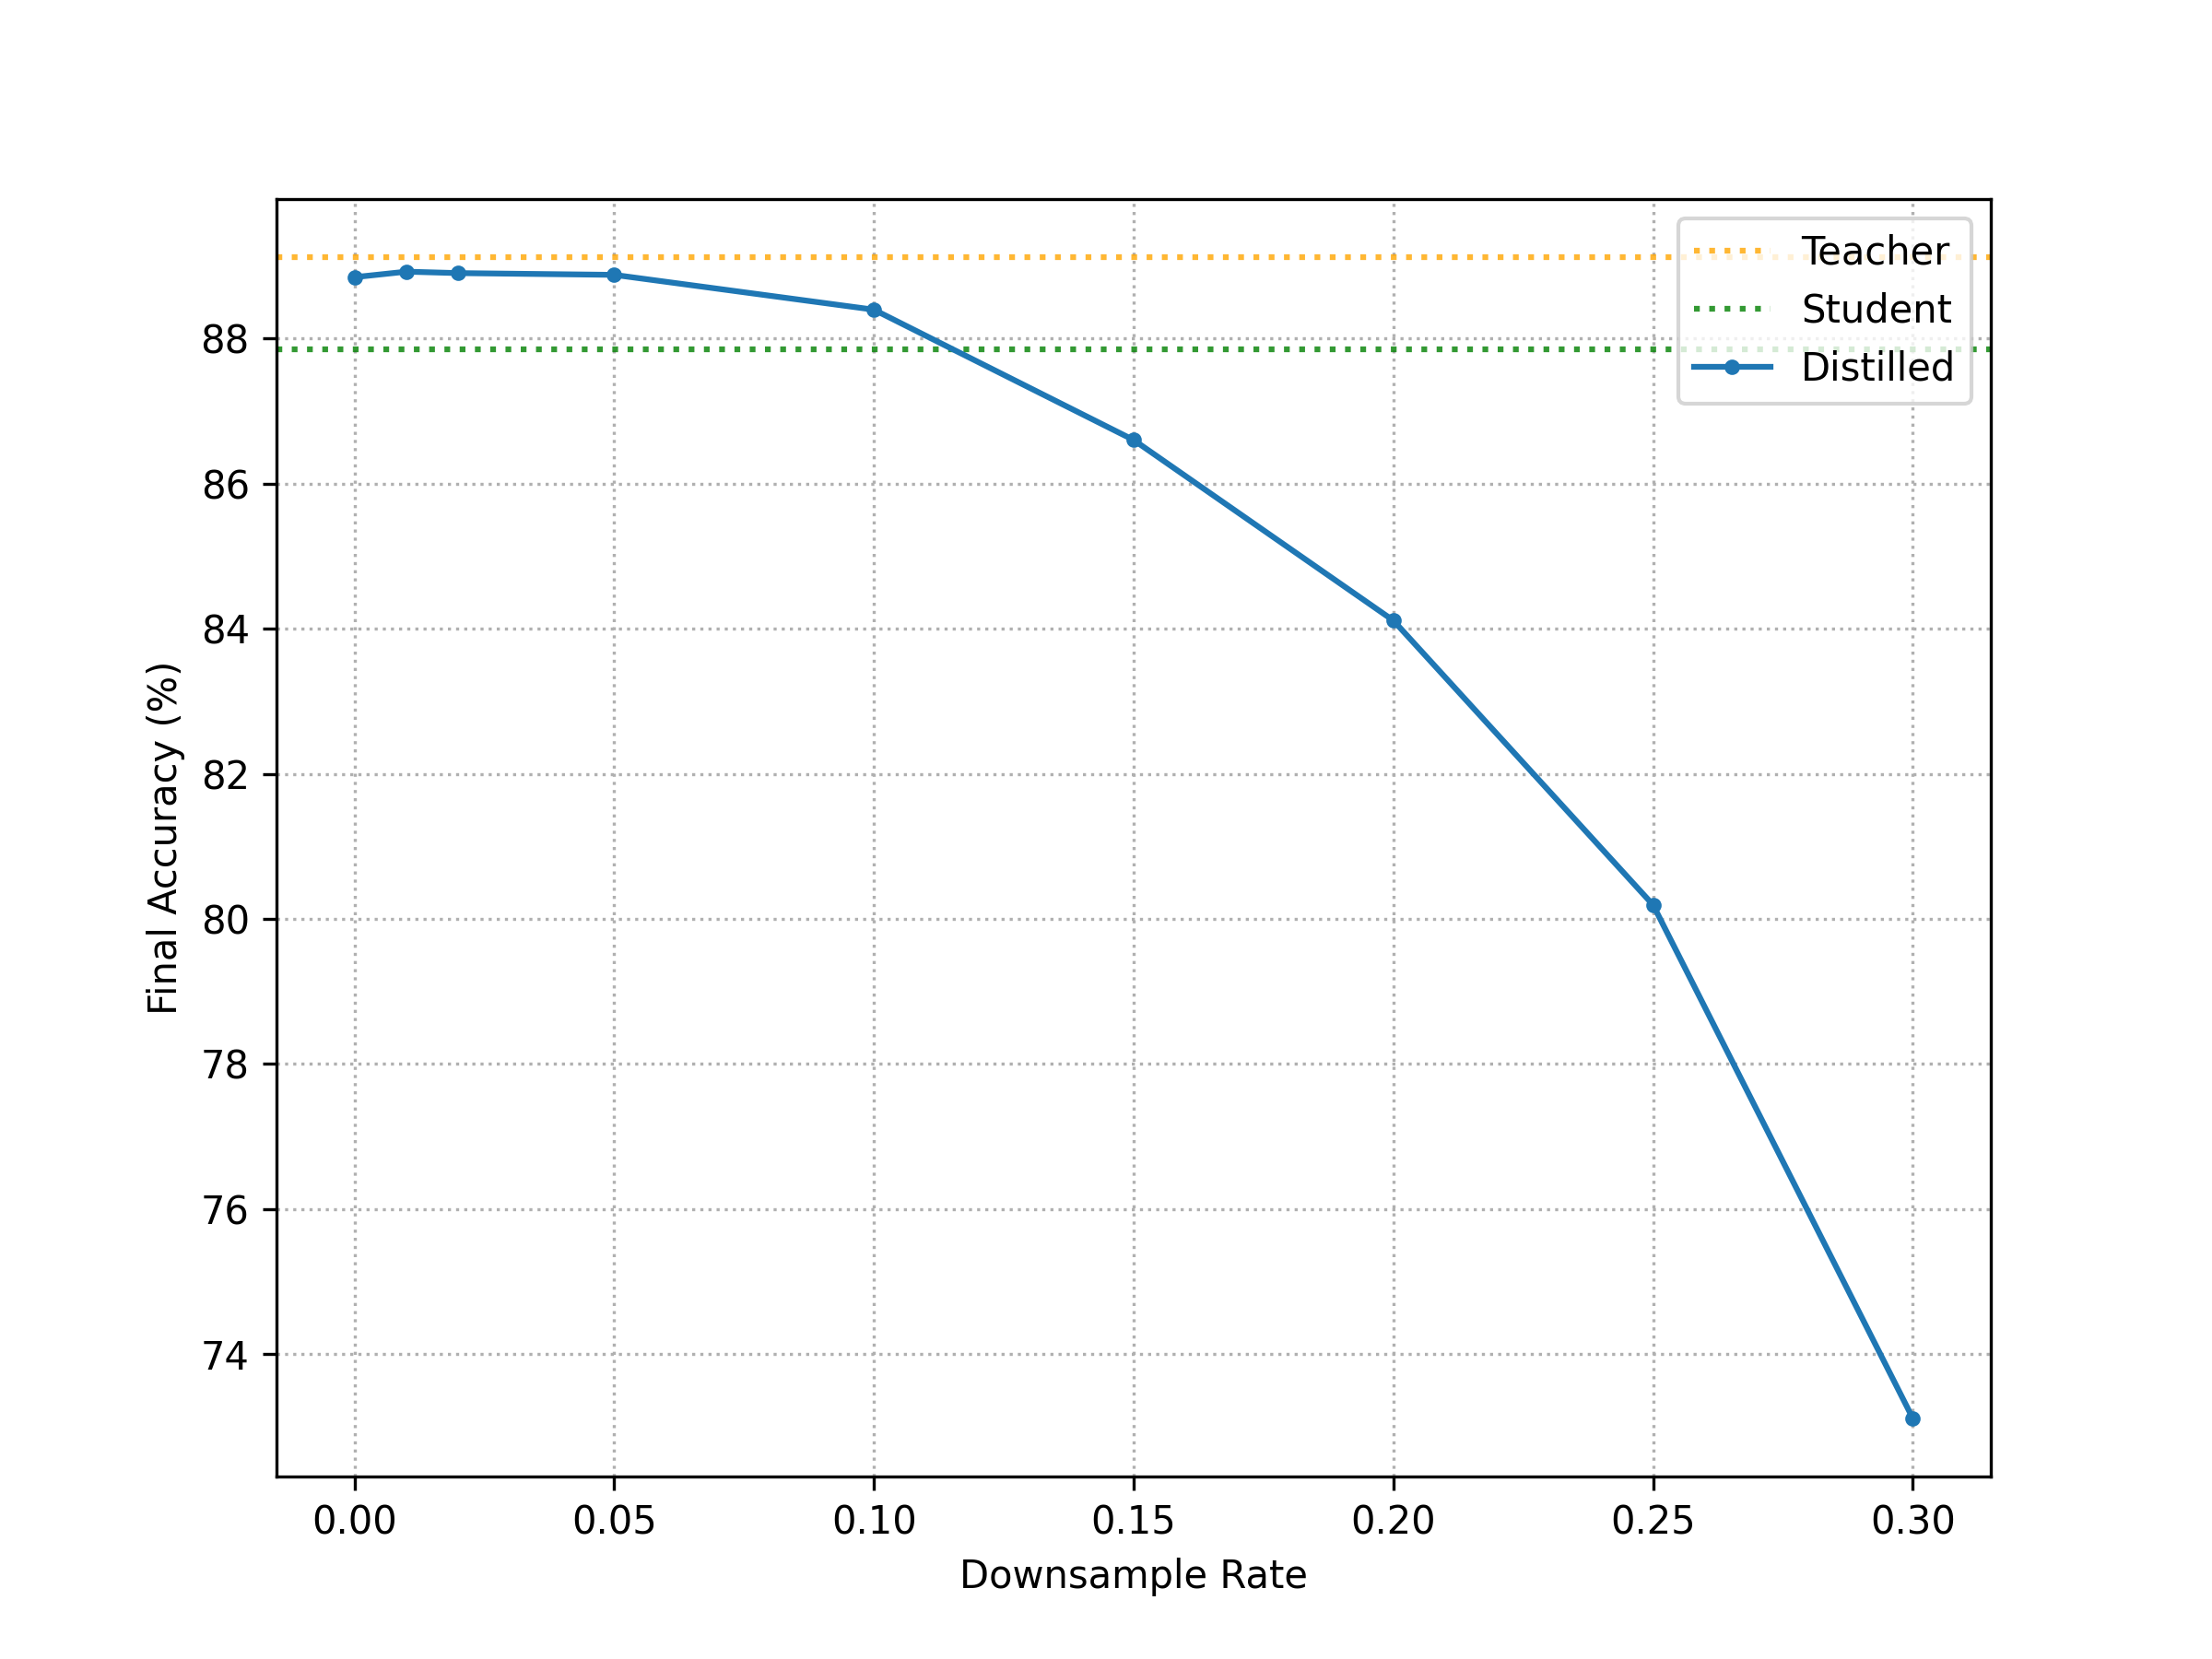 Teacher
Student
Distilled
88
86
84
82
80
78
76
74
Final Accuracy (%)
0.00 0.05 0.10 0.15 0.20 0.25 0.30
Downsample Rate